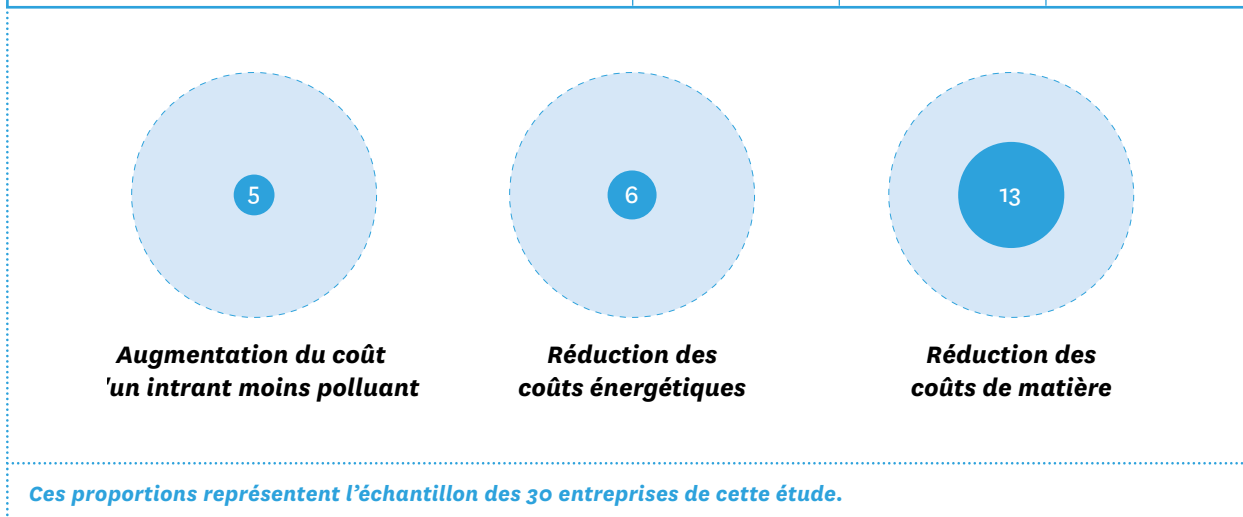 5
6
13
Augmentation du coût
'un intrant moins polluant
Réduction des
coûts énergétiques
Réduction des
coûts de matière
Ces proportions représentent l'échantillon des 30 entreprises de cette étude.